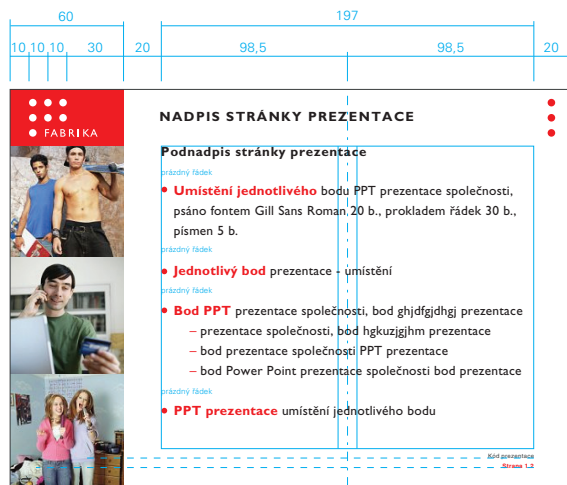 60
197
10
10
10
30
20
98,5
98,5
20
FABRIKA
NADPIS STRÁNKY PREZENTACE
Podnadpis stránky prezentace
prázdný řádek
• Umístění jednotlivého bodu PPT prezentace společnosti,
psáno fontem Gill Sans Roman 20 b., prokladem řádek 30 b.,
písmen 5 b.
prázdný řádek
• Jednotlivý bod prezentace - umístění
prázdný řádek
• Bod PPT prezentace společnosti, bod ghjdfgjdhgj prezentace
– prezentace společnosti, bod hgkuzjgjhm prezentace
– bod prezentace společnosti PPT prezentace
– bod Power Point prezentace společnosti bod prezentace
prázdný řádek
• PPT prezentace umístění jednotlivého bodu
Kód prezentace
Strana 1.2